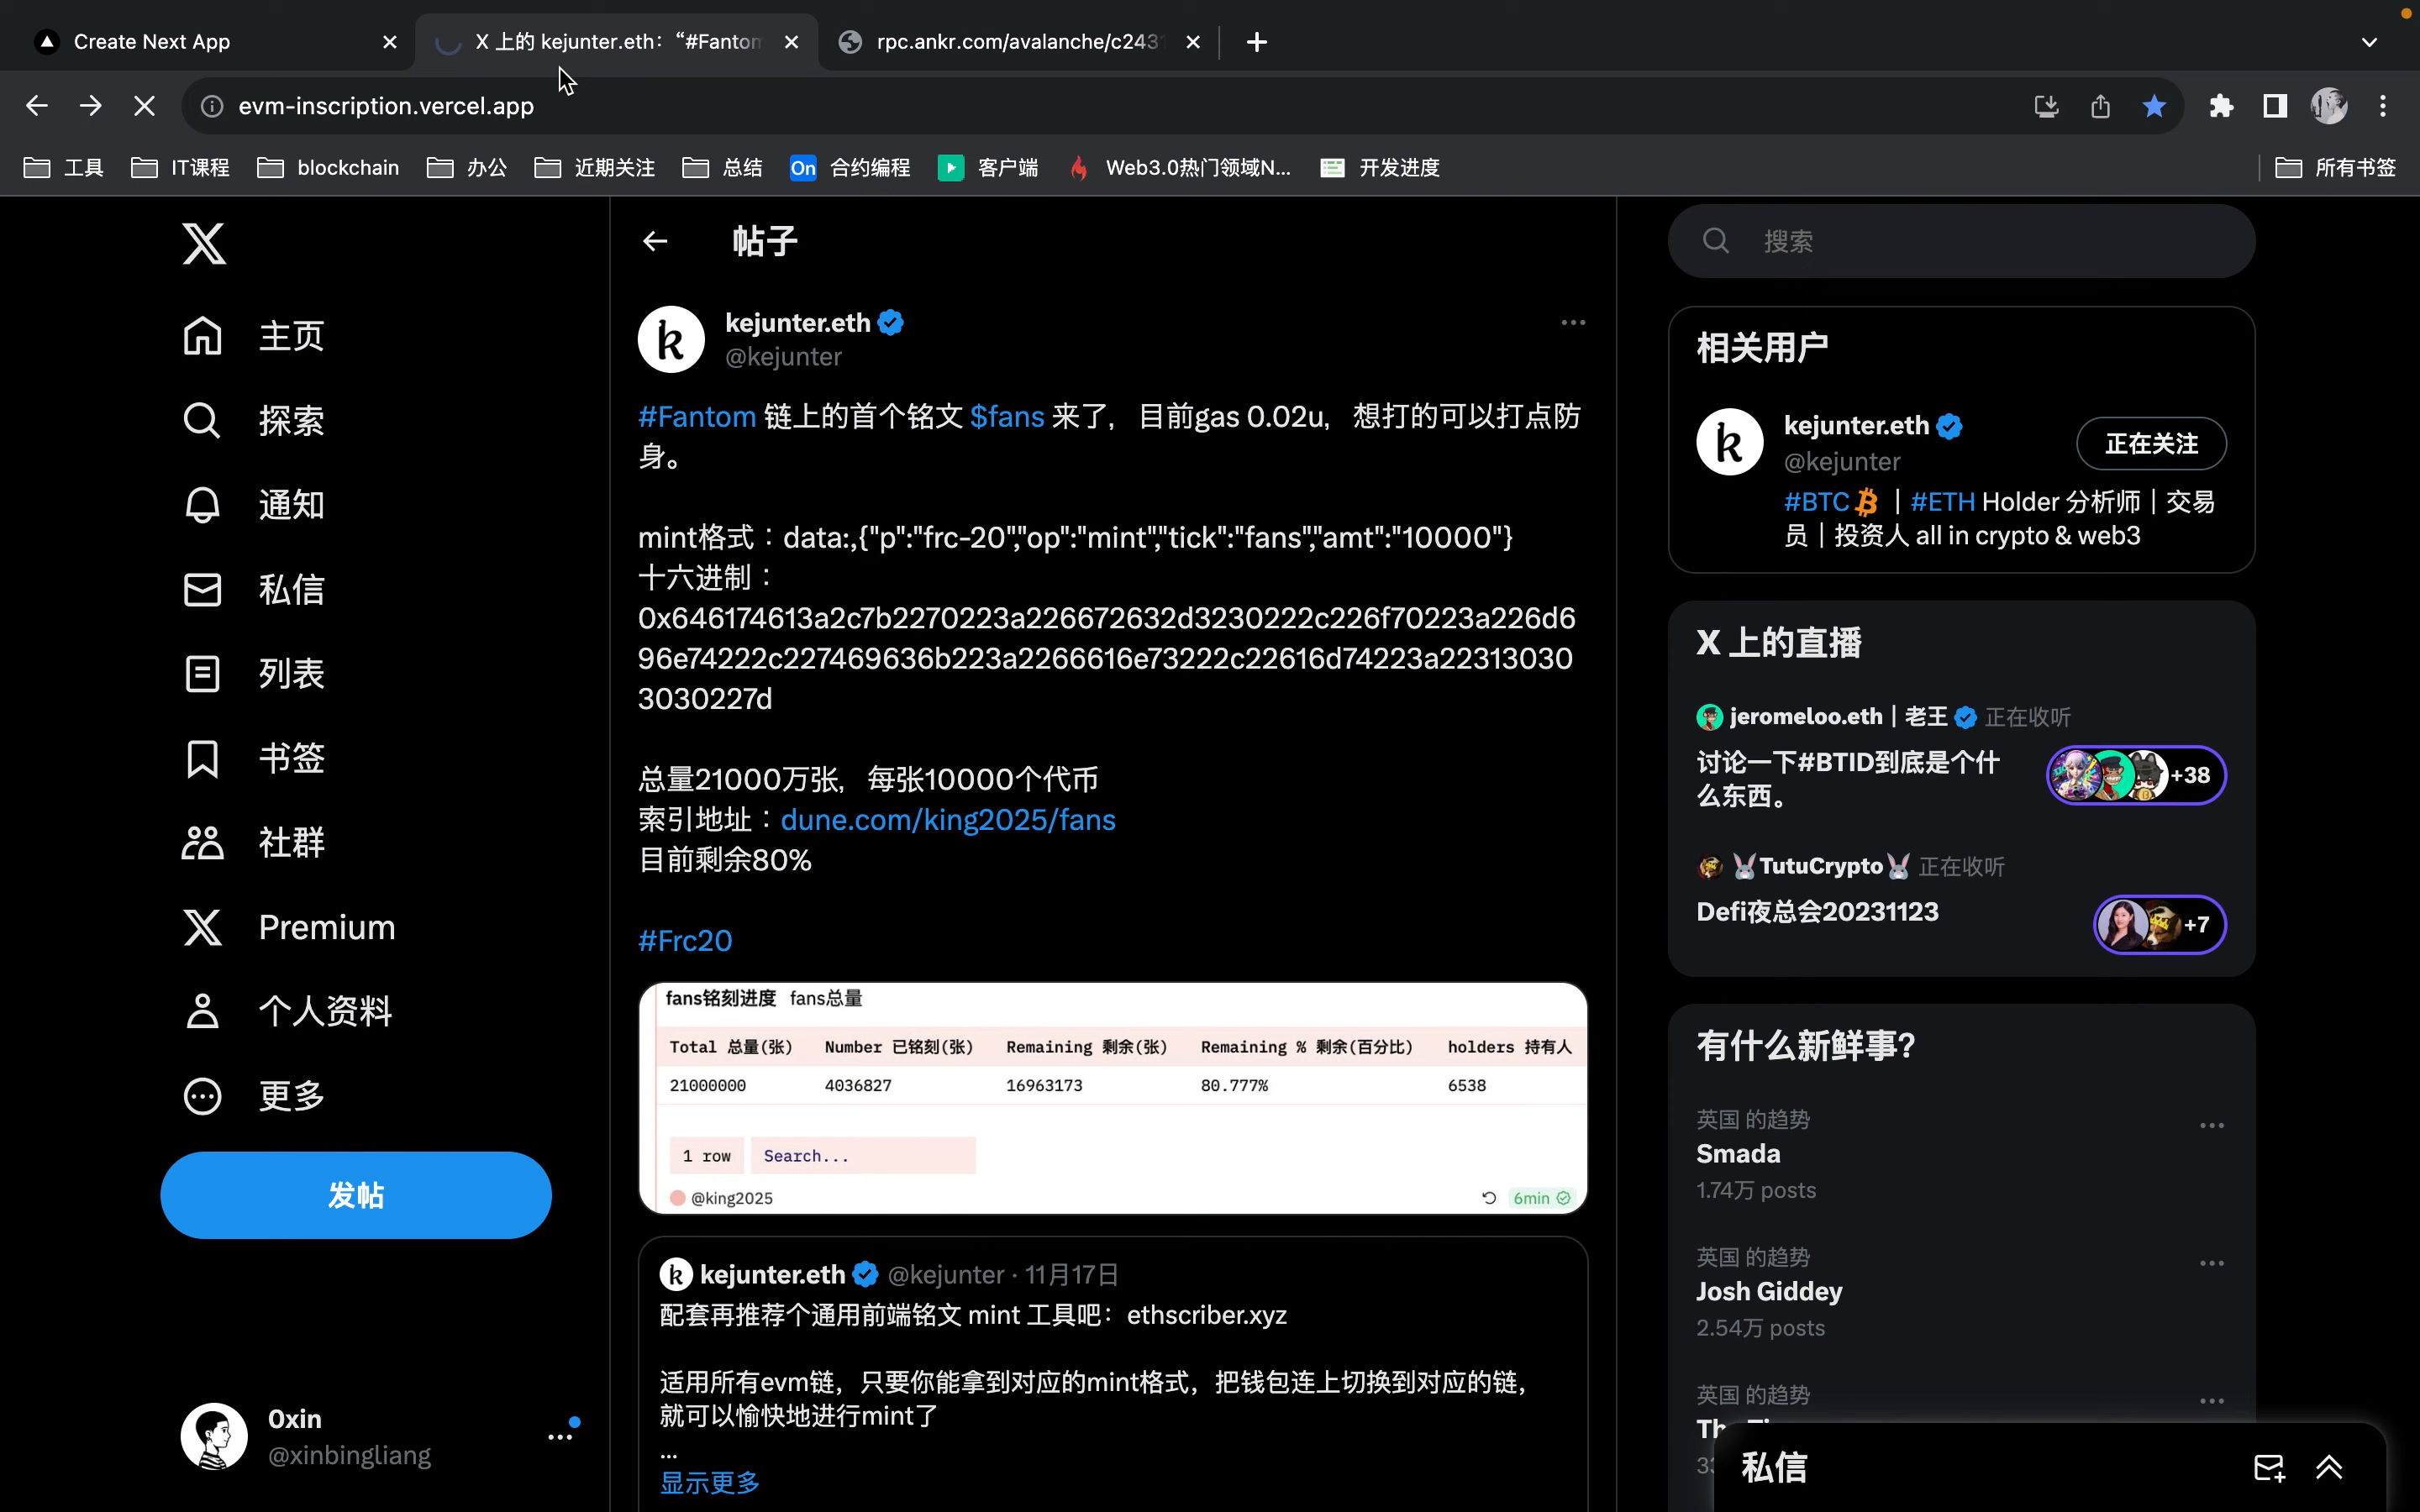 Create Next App
X 上的 kejunter.eth：“#Fantom
rpc.ankr.com/avalanche/c243
evm-inscription.vercel.app
工具
IT课程
blockchain
办公
近期关注
总结
On 合约编程
客户端
Web3.0热门领域N...
开发进度
所有书签
主页
探索
通知
私信
列表
书签
社群
Premium
个人资料
更多
发帖
0xin
@xinbingliang
帖子
kejunter.eth
@kejunter
#Fantom 链上的首个铭文 $fans 来了，目前gas 0.02u，想打的可以打点防
身。
mint格式：data:,{"p":"frc-20","op":"mint","tick":"fans","amt":"10000"}
十六进制：
0x646174613a2c7b2270223a226672632d3230222c226f70223a226d6
96e74222c227469636b223a2266616e73222c22616d74223a22313030
3030227d
总量21000万张，每张10000个代币
索引地址：dune.com/king2025/fans
目前剩余80%
#Frc20
fans铭刻进度 fans总量
Total 总量(张) Number 已铭刻(张) Remaining 剩余(张) Remaining % 剩余(百分比) holders 持有人
21000000 4036827 16963173 80.777% 6538
1 row Search...
@king2025 6min
kejunter.eth @kejunter · 11月17日
配套再推荐个通用前端铭文 mint 工具吧：ethscriber.xyz
适用所有evm链，只要你能拿到对应的mint格式，把钱包连上切换到对应的链，
就可以愉快地进行mint了
...
显示更多
搜索
相关用户
kejunter.eth
@kejunter
正在关注
#BTC ｜#ETH Holder 分析师｜交易
员｜投资人 all in crypto & web3
X 上的直播
jeromeloo.eth｜老王 正在收听
讨论一下#BTID到底是个什
么东西。
+38
TutuCrypto 正在收听
Defi夜总会20231123
+7
有什么新鲜事？
英国 的趋势
Smada
1.74万 posts
英国 的趋势
Josh Giddey
2.54万 posts
英国 的趋势
私信